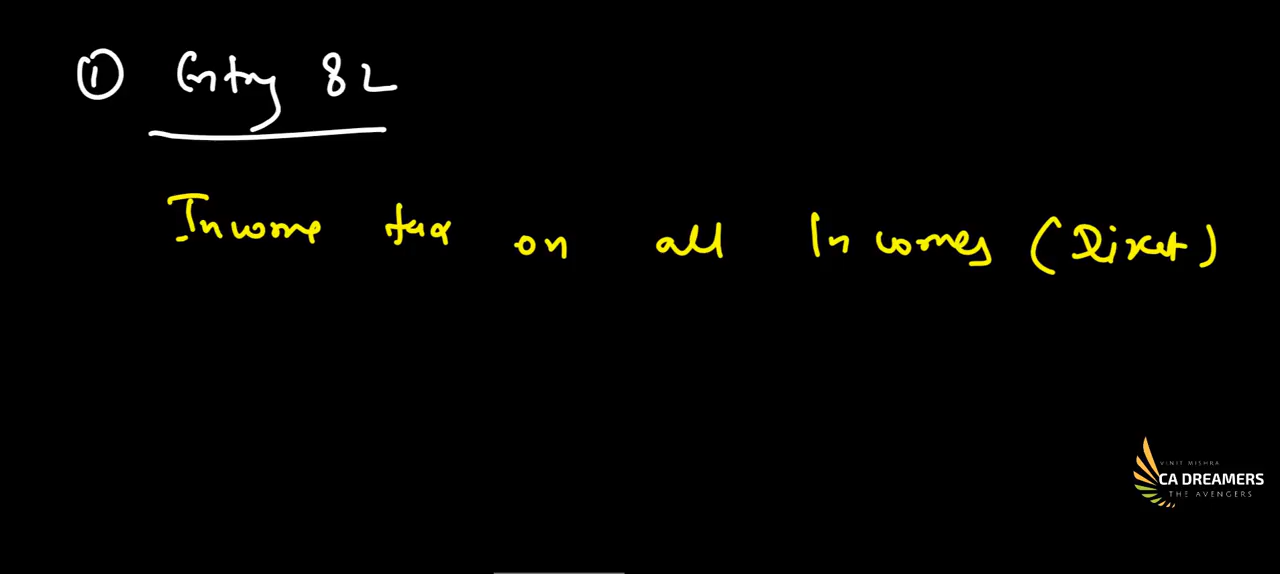 ① Entry 82
Income tax on all Incomes (Direct)
VINIT MISHRA
CA DREAMERS
THE AVENGERS